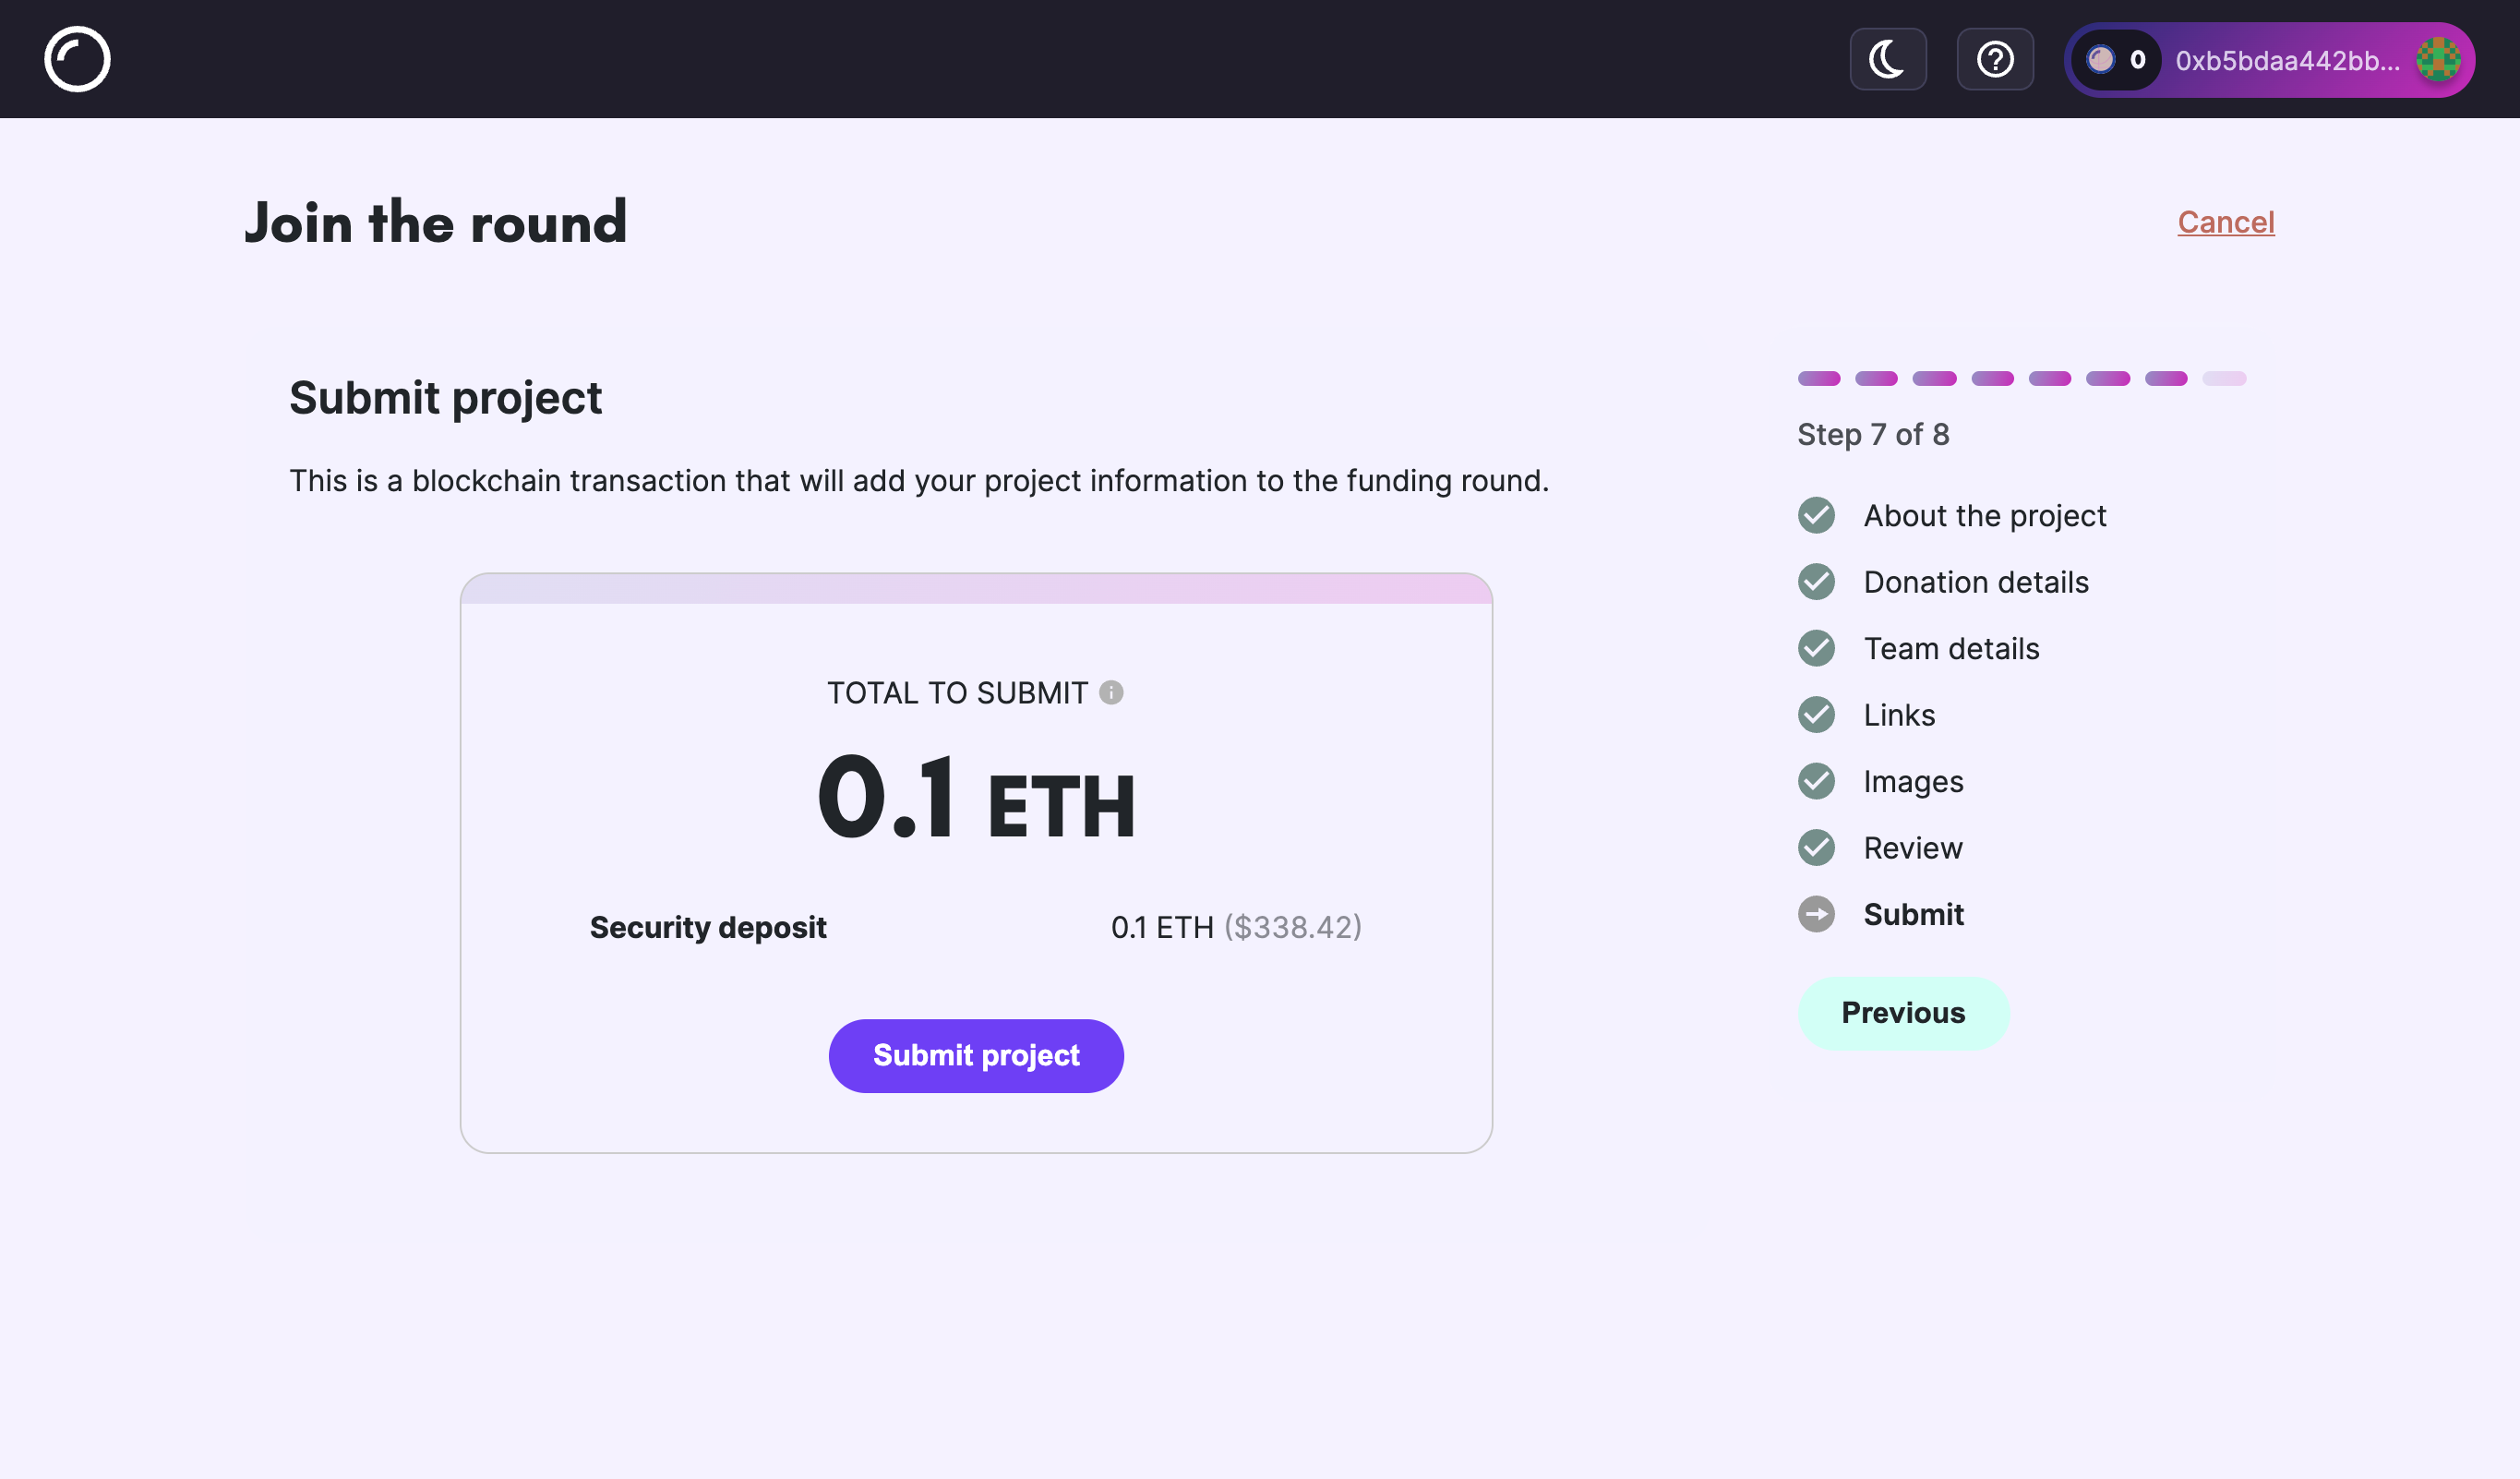 0 0xb5bdaa442bb...
Join the round
Cancel
Submit project
This is a blockchain transaction that will add your project information to the funding round.
TOTAL TO SUBMIT
0.1 ETH
Security deposit 0.1 ETH ($338.42)
Submit project
Step 7 of 8
About the project
Donation details
Team details
Links
Images
Review
Submit
Previous